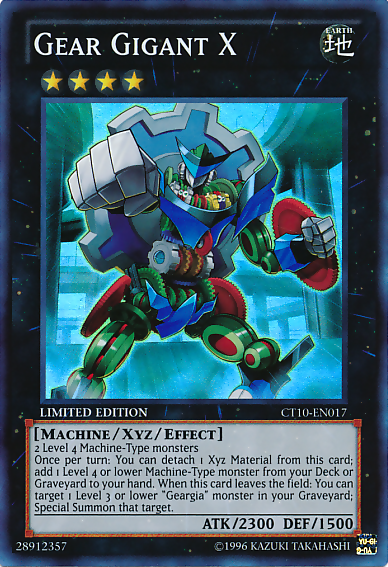 GEAR GIGANT X
EARTH
地
LIMITED EDITION
CT10-EN017
[MACHINE/XYZ/EFFECT]
2 Level 4 Machine-Type monsters
Once per turn: You can detach 1 Xyz Material from this card;
add 1 Level 4 or lower Machine-Type monster from your Deck or
Graveyard to your hand. When this card leaves the field: You can
target 1 Level 3 or lower "Geargia" monster in your Graveyard;
Special Summon that target.
ATK/2300 DEF/1500
28912357
©1996 KAZUKI TAKAHASHI